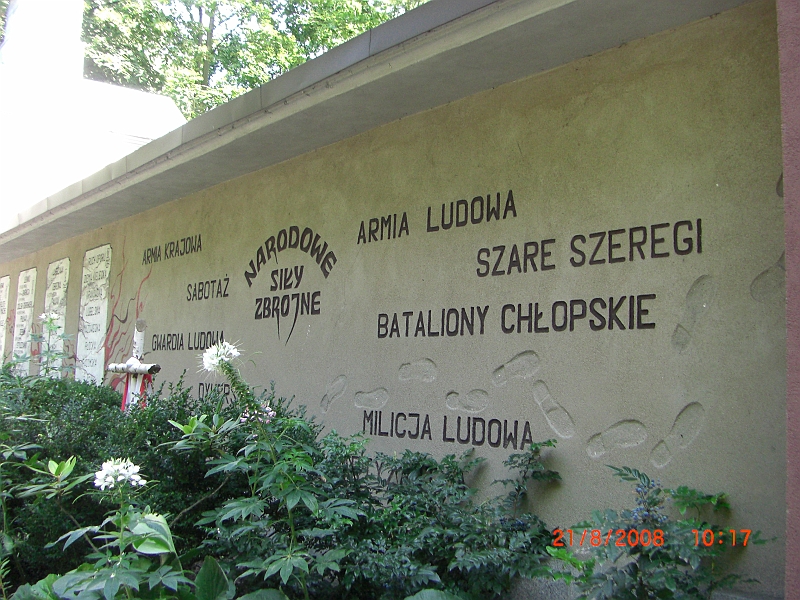 ARMIA KRAJOWA
SABOTAŻ
GWARDIA LUDOWA
NARODOWE
SIŁY
ZBROJNE
ARMIA LUDOWA
SZARE SZEREGI
BATALIONY CHŁOPSKIE
MILICJA LUDOWA
21/8/2008 10:17